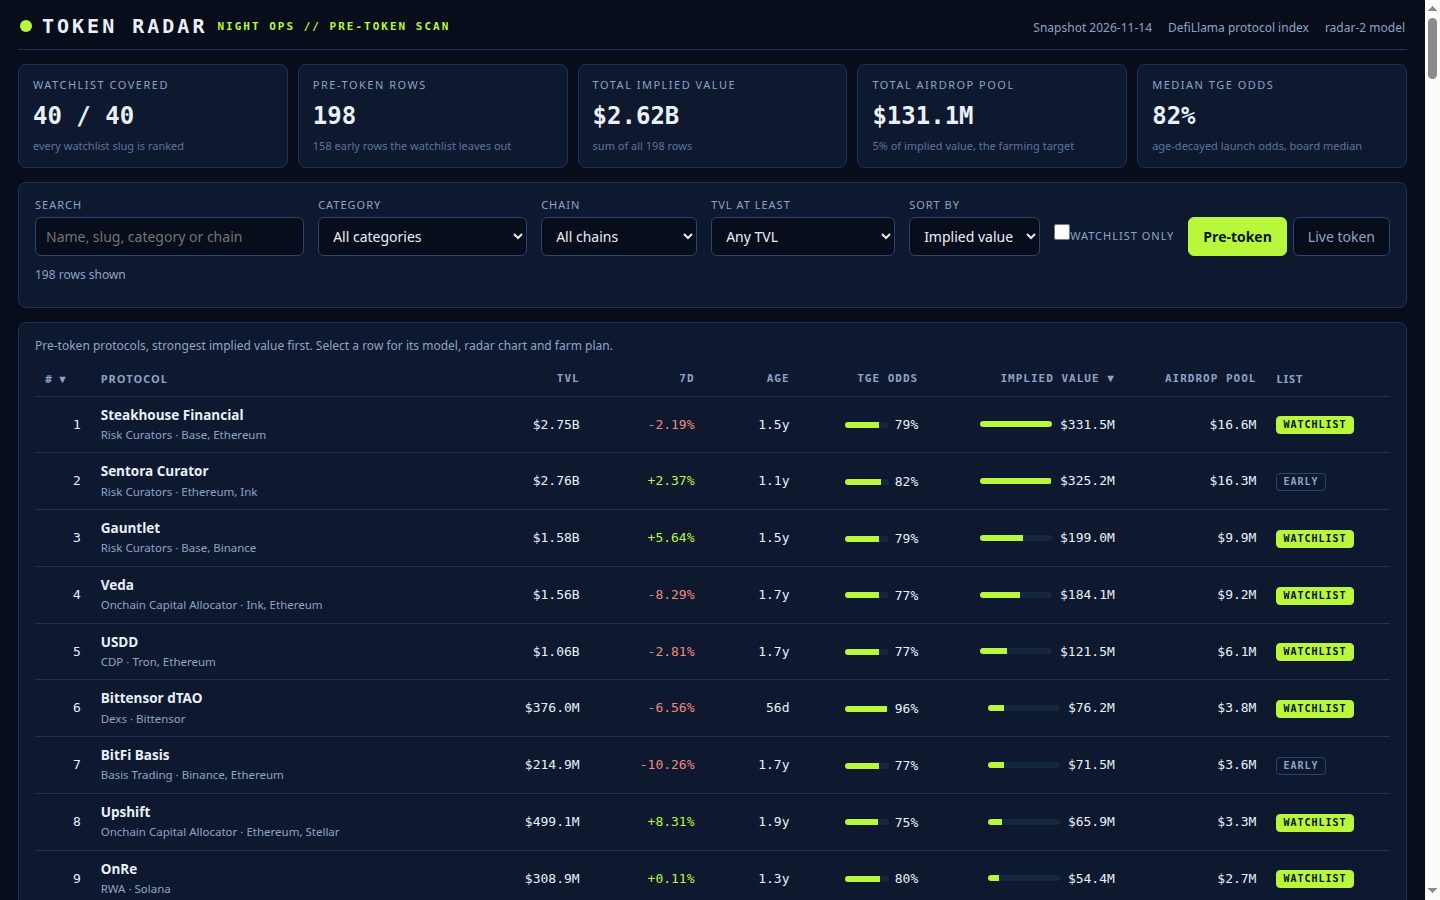 TOKEN RADAR NIGHT OPS // PRE-TOKEN SCAN Snapshot 2026-11-14 DefiLlama protocol index radar-2 model
WATCHLIST COVERED
40 / 40
every watchlist slug is ranked
PRE-TOKEN ROWS
198
158 early rows the watchlist leaves out
TOTAL IMPLIED VALUE
$2.62B
sum of all 198 rows
TOTAL AIRDROP POOL
$131.1M
5% of implied value, the farming target
MEDIAN TGE ODDS
82%
age-decayed launch odds, board median
SEARCH
Name, slug, category or chain
CATEGORY
All categories
CHAIN
All chains
TVL AT LEAST
Any TVL
SORT BY
Implied value
WATCHLIST ONLY
Pre-token
Live token
198 rows shown
Pre-token protocols, strongest implied value first. Select a row for its model, radar chart and farm plan.
# ▼ PROTOCOL TVL 7D AGE TGE ODDS IMPLIED VALUE ▼ AIRDROP POOL LIST
1 Steakhouse Financial $2.75B -2.19% 1.5y 79% $331.5M $16.6M WATCHLIST
Risk Curators · Base, Ethereum
2 Sentora Curator $2.76B +2.37% 1.1y 82% $325.2M $16.3M EARLY
Risk Curators · Ethereum, Ink
3 Gauntlet $1.58B +5.64% 1.5y 79% $199.0M $9.9M WATCHLIST
Risk Curators · Base, Binance
4 Veda $1.56B -8.29% 1.7y 77% $184.1M $9.2M WATCHLIST
Onchain Capital Allocator · Ink, Ethereum
5 USDD $1.06B -2.81% 1.7y 77% $121.5M $6.1M WATCHLIST
CDP · Tron, Ethereum
6 Bittensor dTAO $376.0M -6.56% 56d 96% $76.2M $3.8M WATCHLIST
Dexs · Bittensor
7 BitFi Basis $214.9M -10.26% 1.7y 77% $71.5M $3.6M EARLY
Basis Trading · Binance, Ethereum
8 Upshift $499.1M +8.31% 1.9y 75% $65.9M $3.3M WATCHLIST
Onchain Capital Allocator · Ethereum, Stellar
9 OnRe $308.9M +0.11% 1.3y 80% $54.4M $2.7M WATCHLIST
RWA · Solana